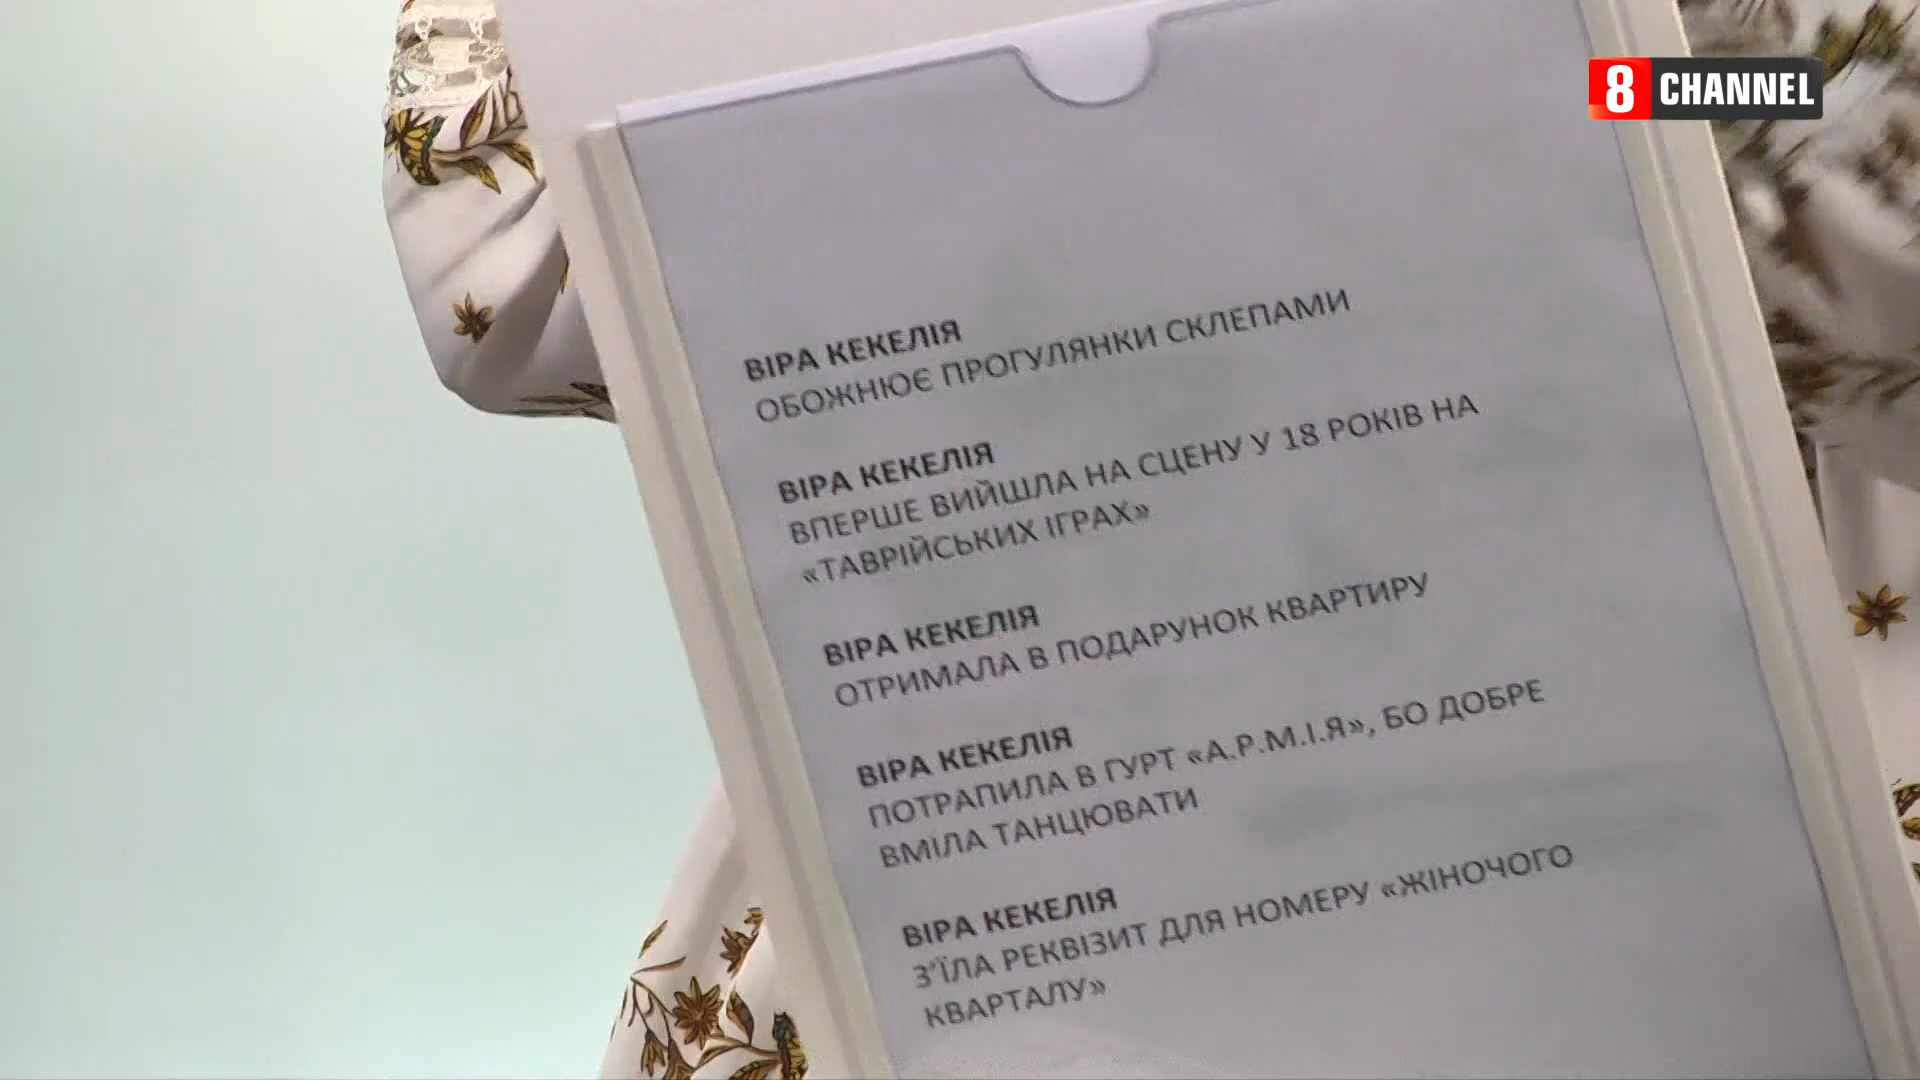 8 CHANNEL
ВІРА КЕКЕЛІЯ
ОБОЖНЮЄ ПРОГУЛЯНКИ СКЛЕПАМИ
ВІРА КЕКЕЛІЯ
ВПЕРШЕ ВИЙШЛА НА СЦЕНУ У 18 РОКІВ НА
«ТАВРІЙСЬКИХ ІГРАХ»
ВІРА КЕКЕЛІЯ
ОТРИМАЛА В ПОДАРУНОК КВАРТИРУ
ВІРА КЕКЕЛІЯ
ПОТРАПИЛА В ГУРТ «А.Р.М.І.Я», БО ДОБРЕ
ВМІЛА ТАНЦЮВАТИ
ВІРА КЕКЕЛІЯ
З'ЇЛА РЕКВІЗИТ ДЛЯ НОМЕРУ «ЖІНОЧОГО
КВАРТАЛУ»